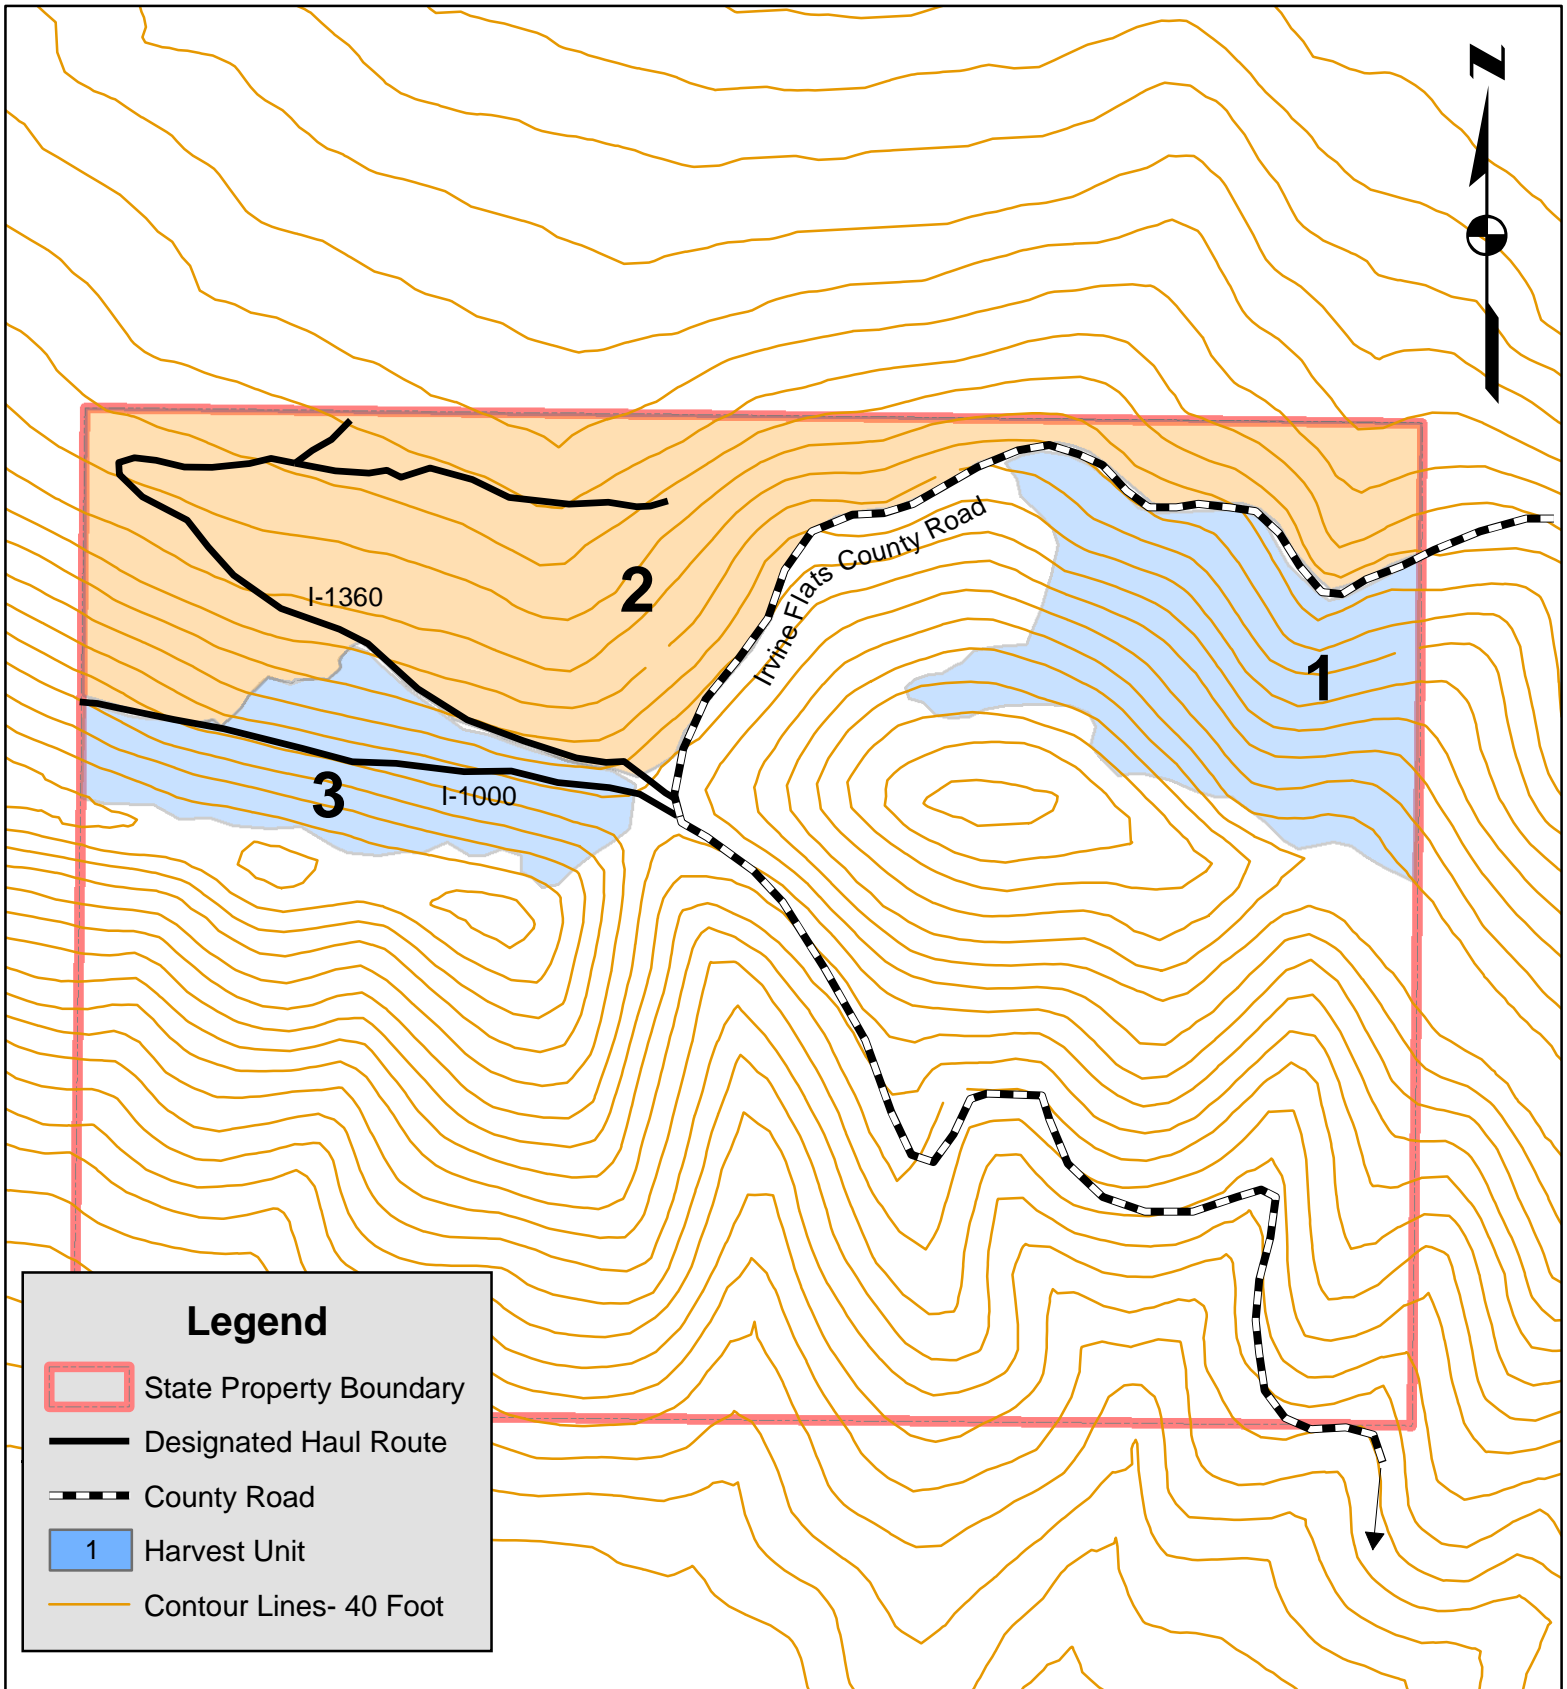 N
I-1360
2
Irvine Flats County Road
1
3
I-1000
Legend
State Property Boundary
Designated Haul Route
County Road
1 Harvest Unit
Contour Lines- 40 Foot